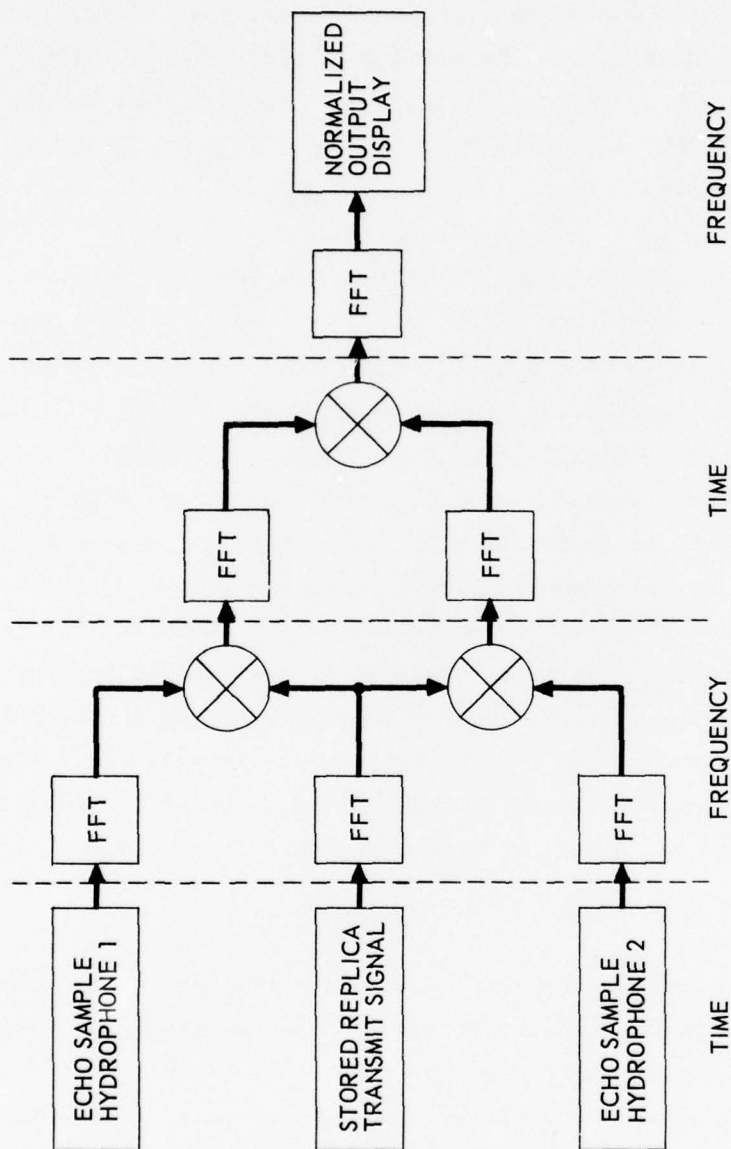 ECHO SAMPLE
HYDROPHONE 1
FFT
STORED REPLICA
TRANSMIT SIGNAL
FFT
ECHO SAMPLE
HYDROPHONE 2
FFT
FFT
FFT
FFT
NORMALIZED
OUTPUT
DISPLAY
TIME
FREQUENCY
TIME
FREQUENCY